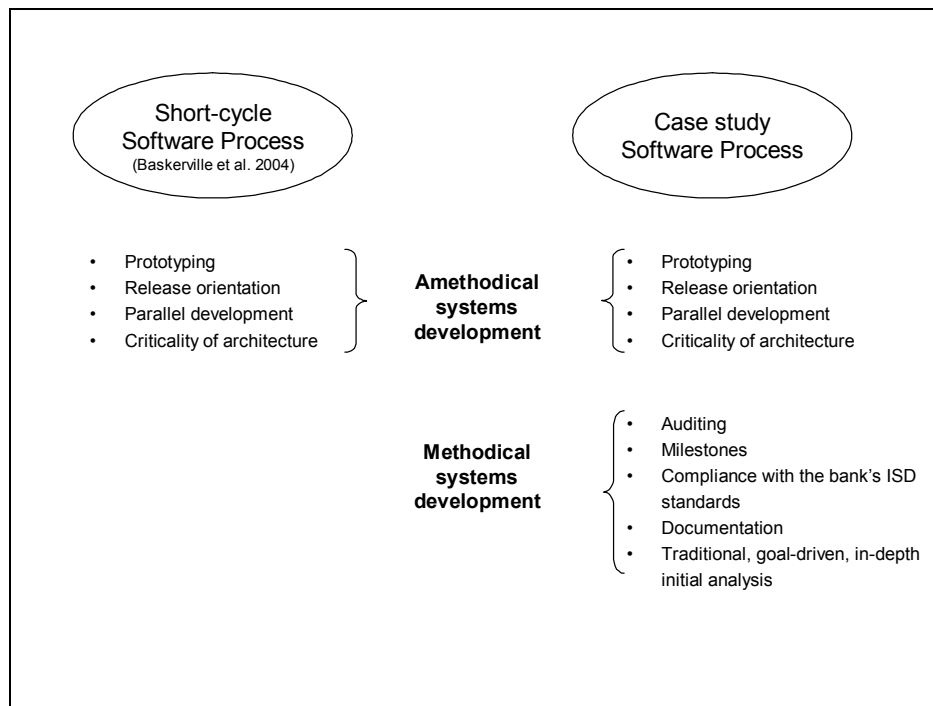 Short-cycle
Software Process
(Baskerville et al. 2004)
Case study
Software Process
• Prototyping
• Release orientation
• Parallel development
• Criticality of architecture
Amethodical
systems
development
• Prototyping
• Release orientation
• Parallel development
• Criticality of architecture
Methodical
systems
development
• Auditing
• Milestones
• Compliance with the bank's ISD
standards
• Documentation
• Traditional, goal-driven, in-depth
initial analysis